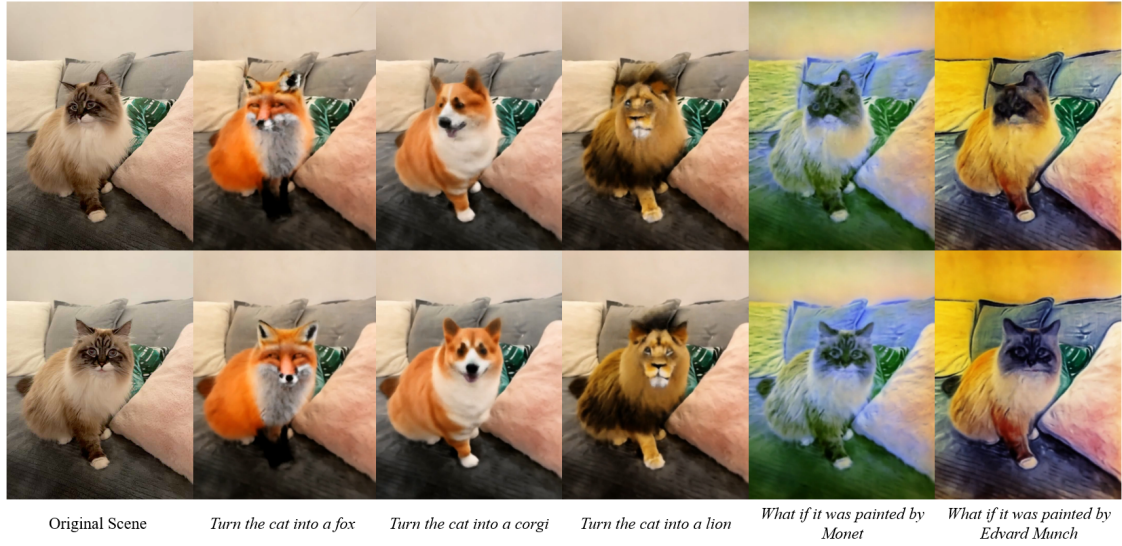 Original Scene
Turn the cat into a fox
Turn the cat into a corgi
Turn the cat into a lion
What if it was painted by
Monet
What if it was painted by
Edvard Munch